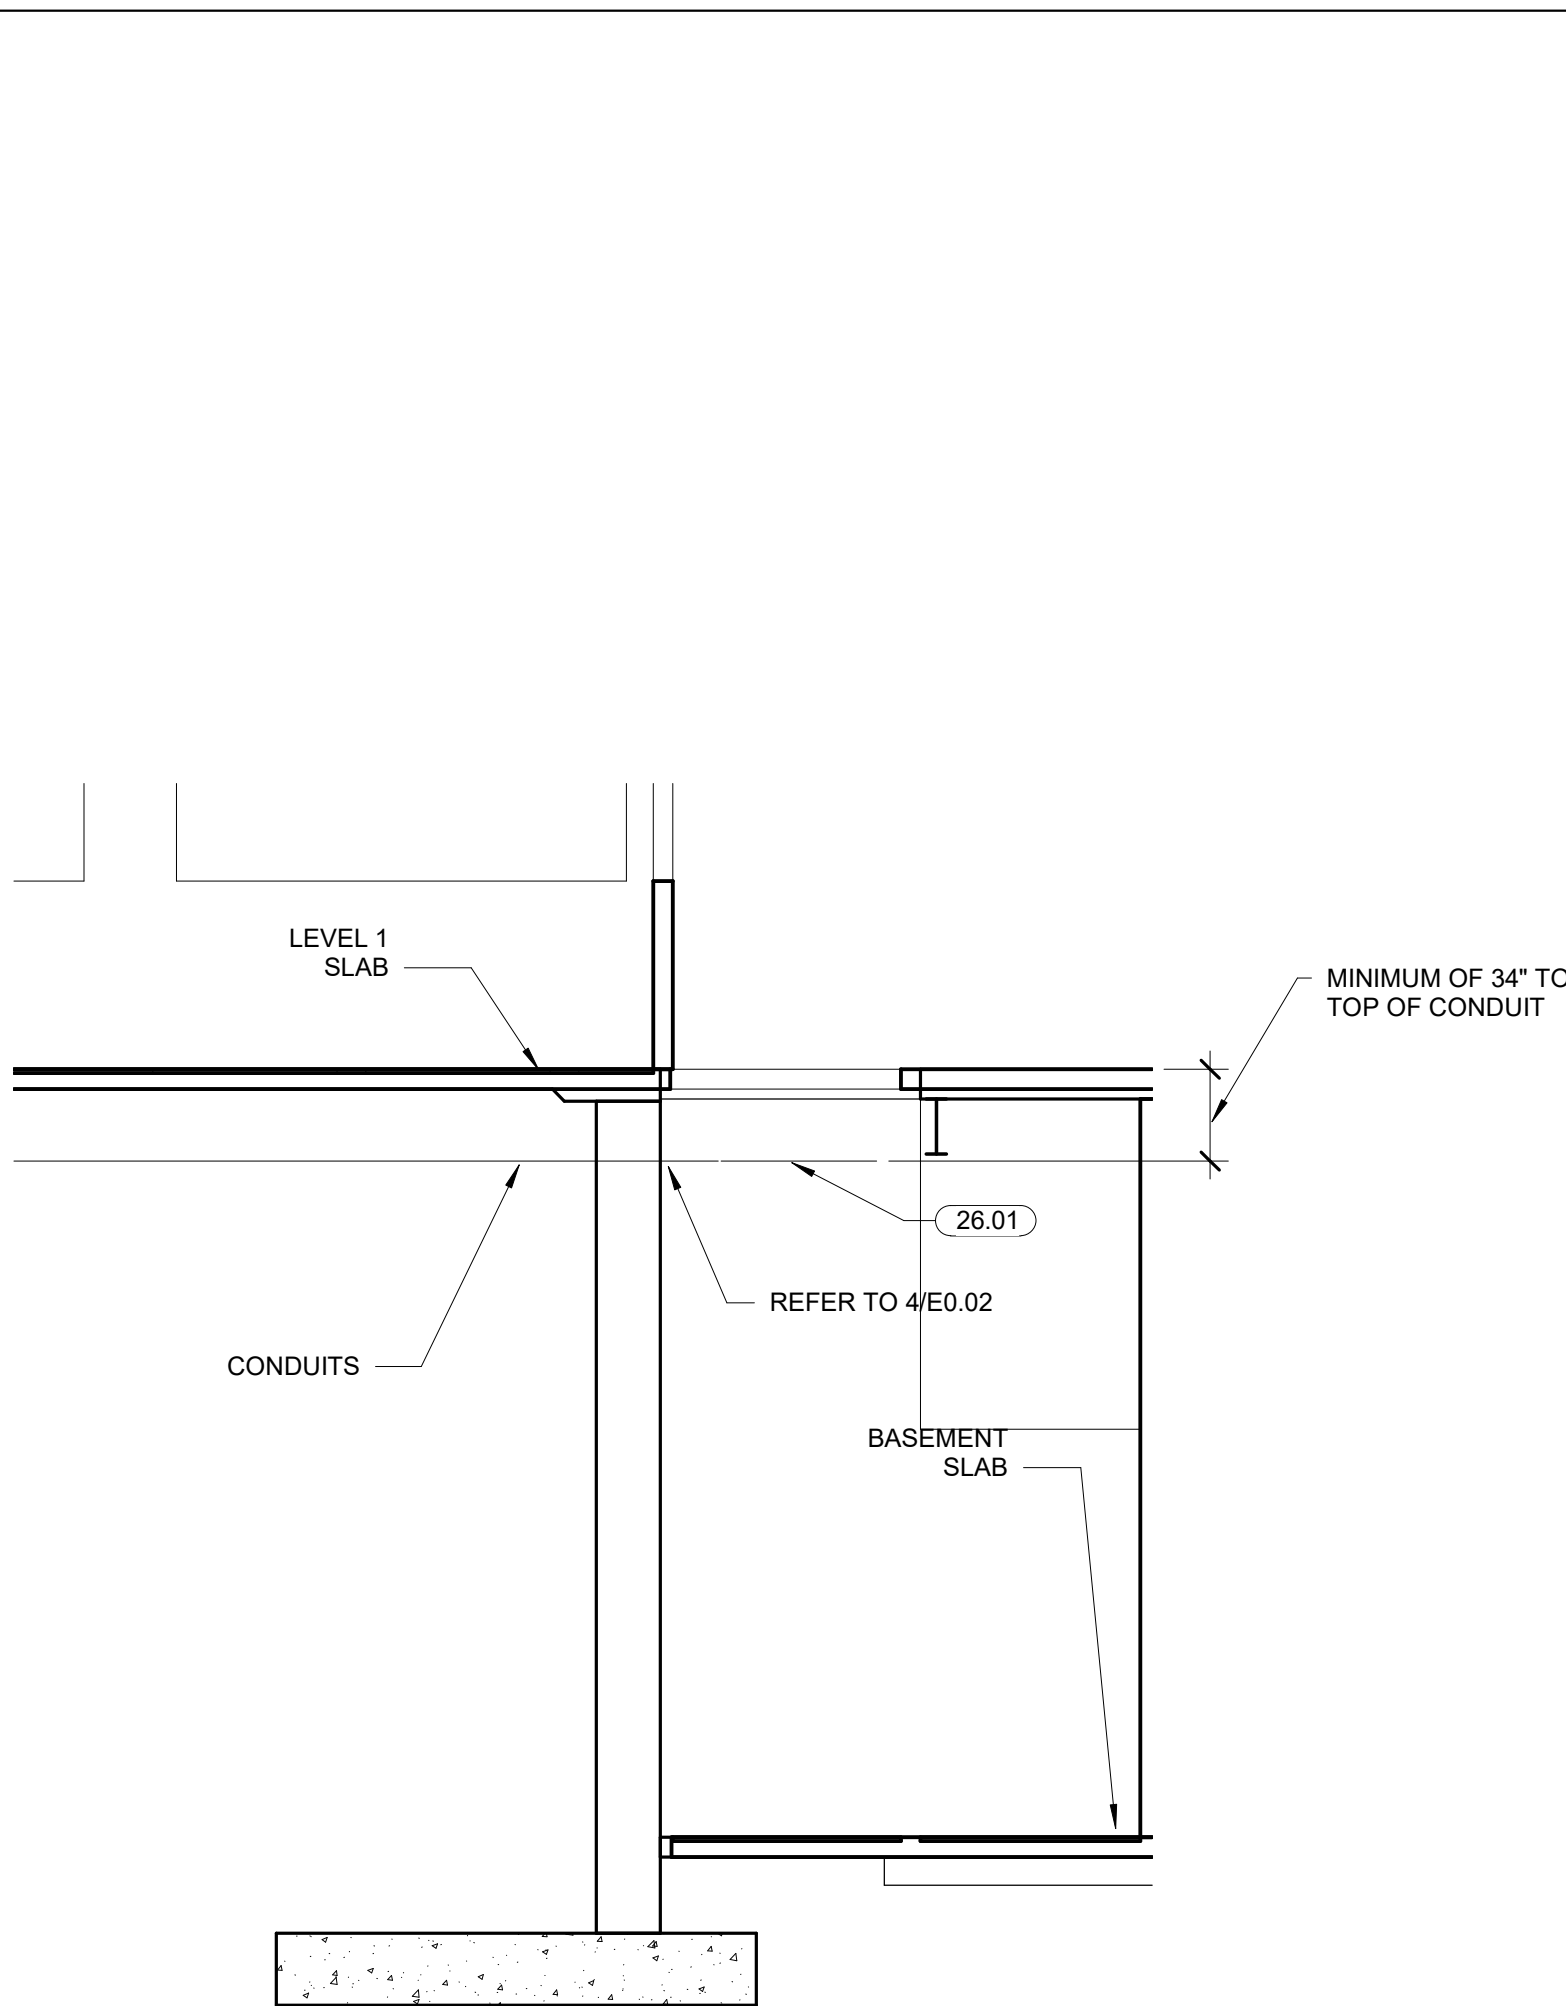 LEVEL 1
SLAB
MINIMUM OF 34" TO
TOP OF CONDUIT
26.01
REFER TO 4/E0.02
CONDUITS
BASEMENT
SLAB